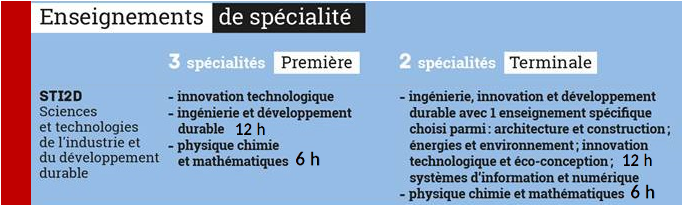 Enseignements de spécialité
3 spécialités Première
2 spécialités Terminale
STI2D
Sciences
et technologies
de l'industrie et
du développement
durable
- innovation technologique
- ingénierie et développement
durable 12 h
- physique chimie
et mathématiques 6 h
- ingénierie, innovation et développement
durable avec 1 enseignement spécifique
choisi parmi : architecture et construction ;
énergies et environnement ; innovation
technologique et éco-conception ; 12 h
systèmes d'information et numérique
- physique chimie et mathématiques 6 h